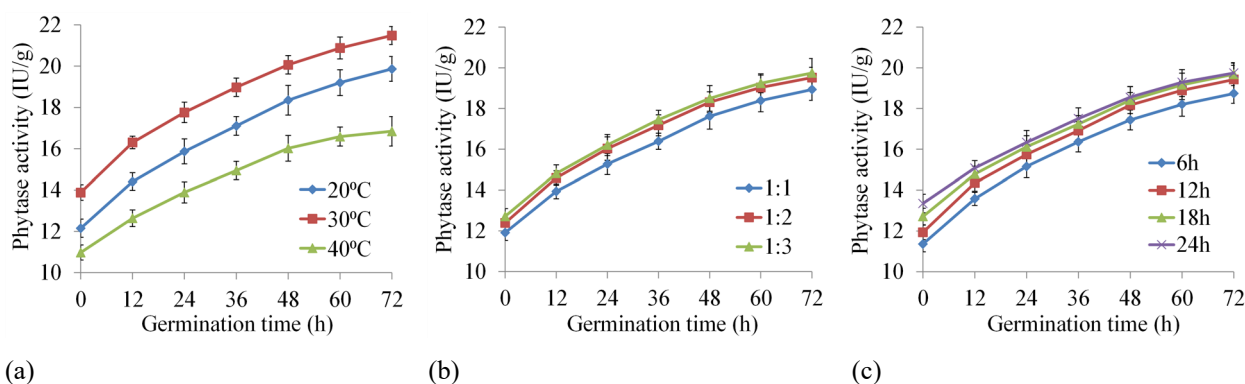 Phytase activity (IU/g)
22
20
18
16
14
12
10
0 12 24 36 48 60 72
Germination time (h)
20ºC
30ºC
40ºC
(a)
Phytase activity (IU/g)
22
20
18
16
14
12
10
0 12 24 36 48 60 72
Germination time (h)
1:1
1:2
1:3
(b)
Phytase activity (IU/g)
22
20
18
16
14
12
10
0 12 24 36 48 60 72
Germination time (h)
6h
12h
18h
24h
(c)